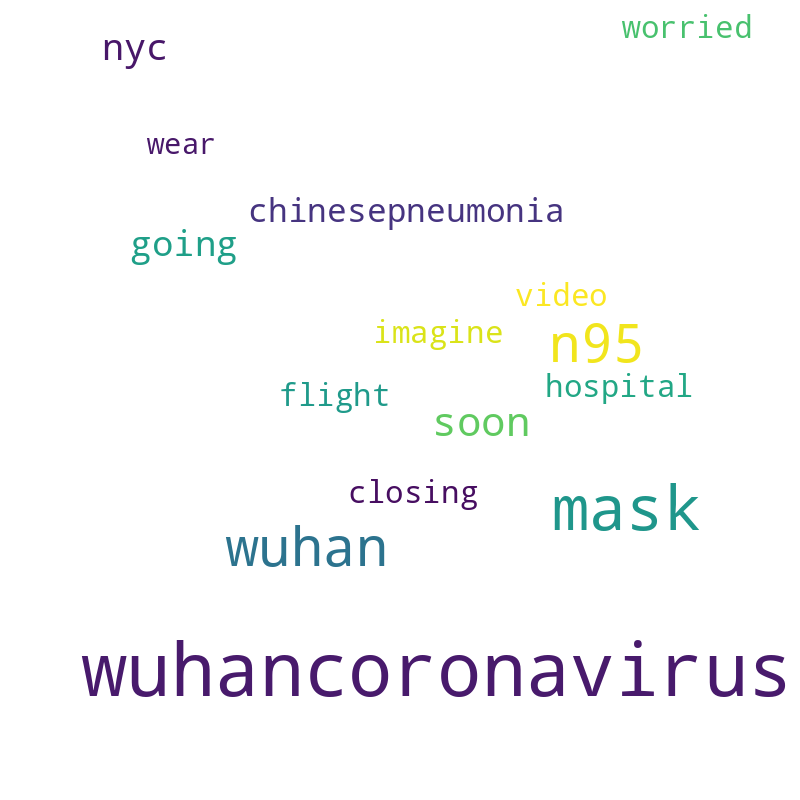 worried
nyc
wear
chinesepneumonia
going
video
imagine
n95
hospital
flight
soon
closing
mask
wuhan
wuhancoronavirus